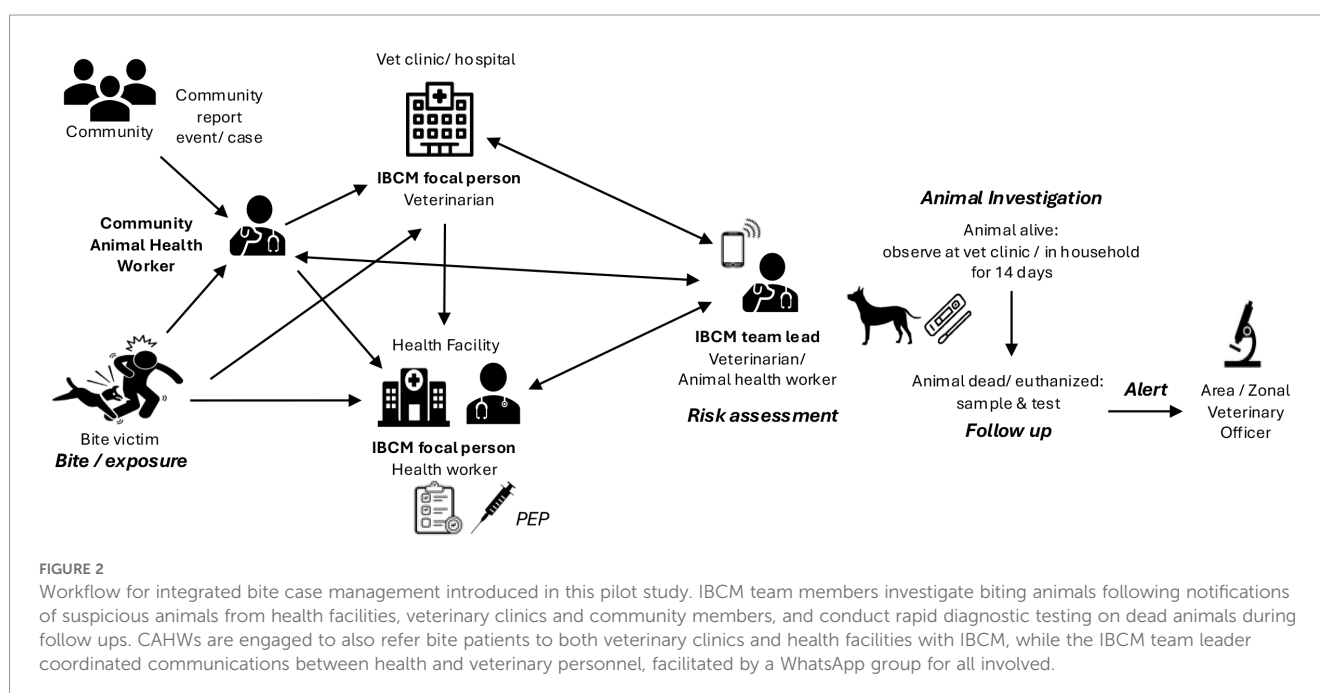 Vet clinic/ hospital
Community
report
event/ case
Community
IBCM focal person
Veterinarian
Community
Animal Health
Worker
Animal Investigation
Animal alive:
observe at vet clinic / in household
for 14 days
IBCM team lead
Veterinarian/
Animal health worker
Risk assessment
Health Facility
Animal dead/ euthanized:
sample & test
Follow up
Alert
Area / Zonal
Veterinary
Officer
Bite victim
Bite / exposure
IBCM focal person
Health worker
PEP
FIGURE 2
Workflow for integrated bite case management introduced in this pilot study. IBCM team members investigate biting animals following notifications
of suspicious animals from health facilities, veterinary clinics and community members, and conduct rapid diagnostic testing on dead animals during
follow ups. CAHWs are engaged to also refer bite patients to both veterinary clinics and health facilities with IBCM, while the IBCM team leader
coordinated communications between health and veterinary personnel, facilitated by a WhatsApp group for all involved.